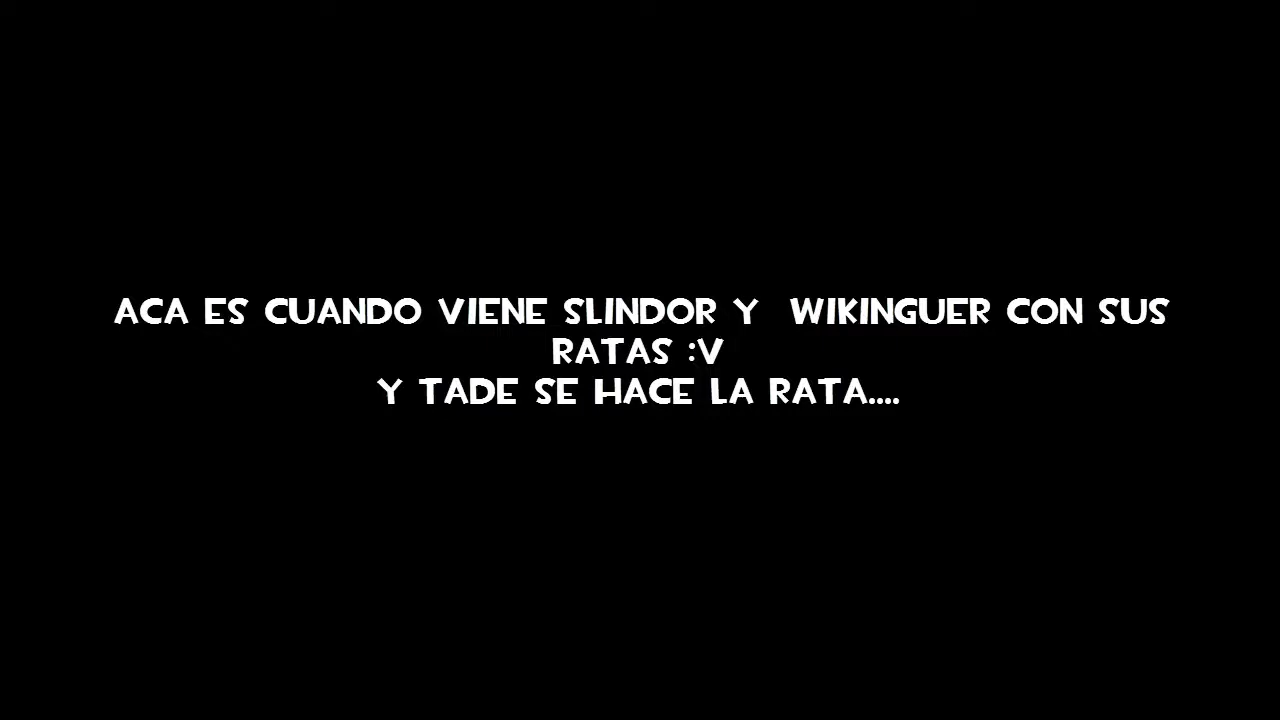 ACA ES CUANDO VIENE SLINDOR Y  WIKINGUER CON SUS
RATAS :V
Y TADE SE HACE LA RATA....